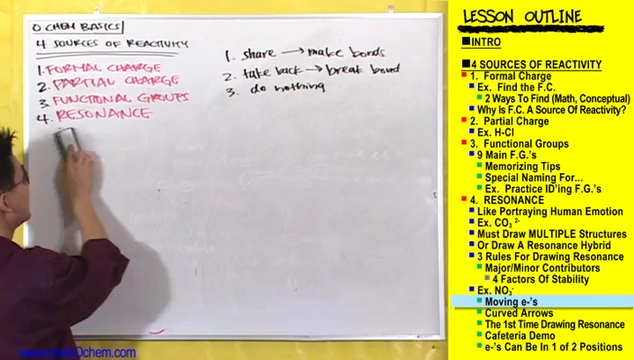 O CHEM BASICS/
4 SOURCES OF REACTIVITY
1. FORMAL CHARGE
2. PARTIAL CHARGE
3. FUNCTIONAL GROUPS
4. RESONANCE
1. share → make bonds
2. take back → break bond
3. do nothing
LESSON OUTLINE
INTRO
4 SOURCES OF REACTIVITY
1. Formal Charge
Ex. Find the F.C.
2 Ways To Find (Math, Conceptual)
Why Is F.C. A Source Of Reactivity?
2. Partial Charge
Ex. H-Cl
3. Functional Groups
9 Main F.G.'s
Memorizing Tips
Special Naming For...
Ex. Practice ID'ing F.G.'s
4. RESONANCE
Like Portraying Human Emotion
Ex. CO₃ ²⁻
Must Draw MULTIPLE Structures
Or Draw A Resonance Hybrid
3 Rules For Drawing Resonance
Major/Minor Contributors
4 Factors Of Stability
Ex. NO₃⁻
Moving e-'s
Curved Arrows
The 1st Time Drawing Resonance
Cafeteria Demo
e-'s Can Be In 1 of 2 Positions